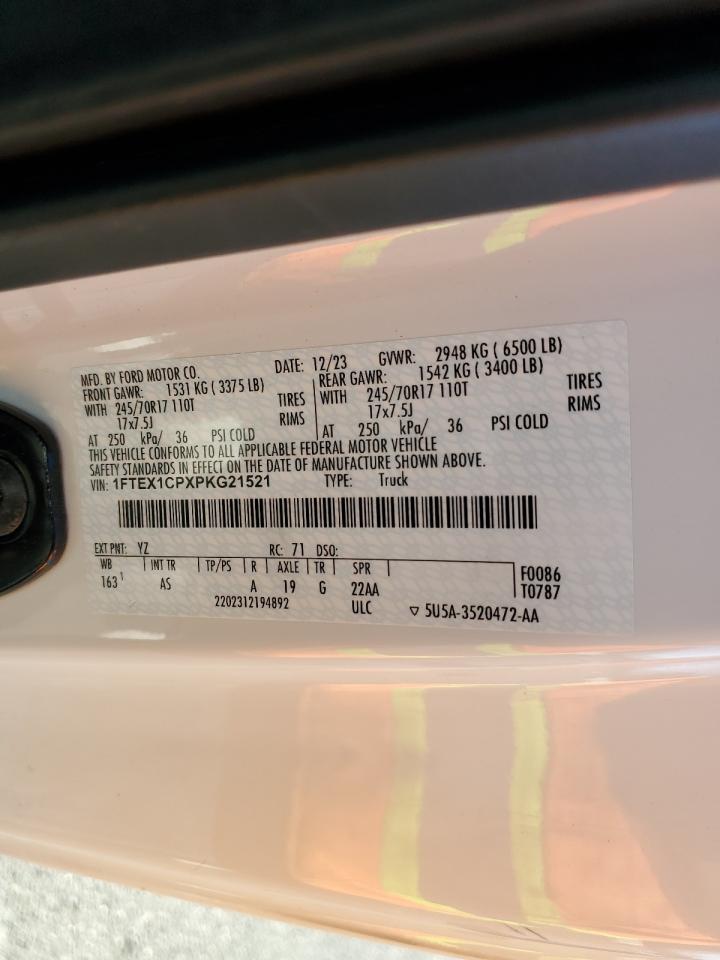 MFD. BY FORD MOTOR CO. DATE: 12/23 GVWR: 2948 KG ( 6500 LB)
FRONT GAWR: 1531 KG ( 3375 LB) REAR GAWR: 1542 KG ( 3400 LB)
WITH 245/70R17 110T TIRES WITH 245/70R17 110T TIRES
17x7.5J RIMS 17x7.5J RIMS
AT 250 kPa/ 36 PSI COLD AT 250 kPa/ 36 PSI COLD
THIS VEHICLE CONFORMS TO ALL APPLICABLE FEDERAL MOTOR VEHICLE
SAFETY STANDARDS IN EFFECT ON THE DATE OF MANUFACTURE SHOWN ABOVE.
VIN: 1FTEX1CPXPKG21521 TYPE: Truck
EXT PNT: YZ RC: 71 DSO:
WB INT TR TP/PS R AXLE TR SPR F0086
163¹ AS A 19 G 22AA T0787
2202312194892 ULC ▽ 5U5A-3520472-AA